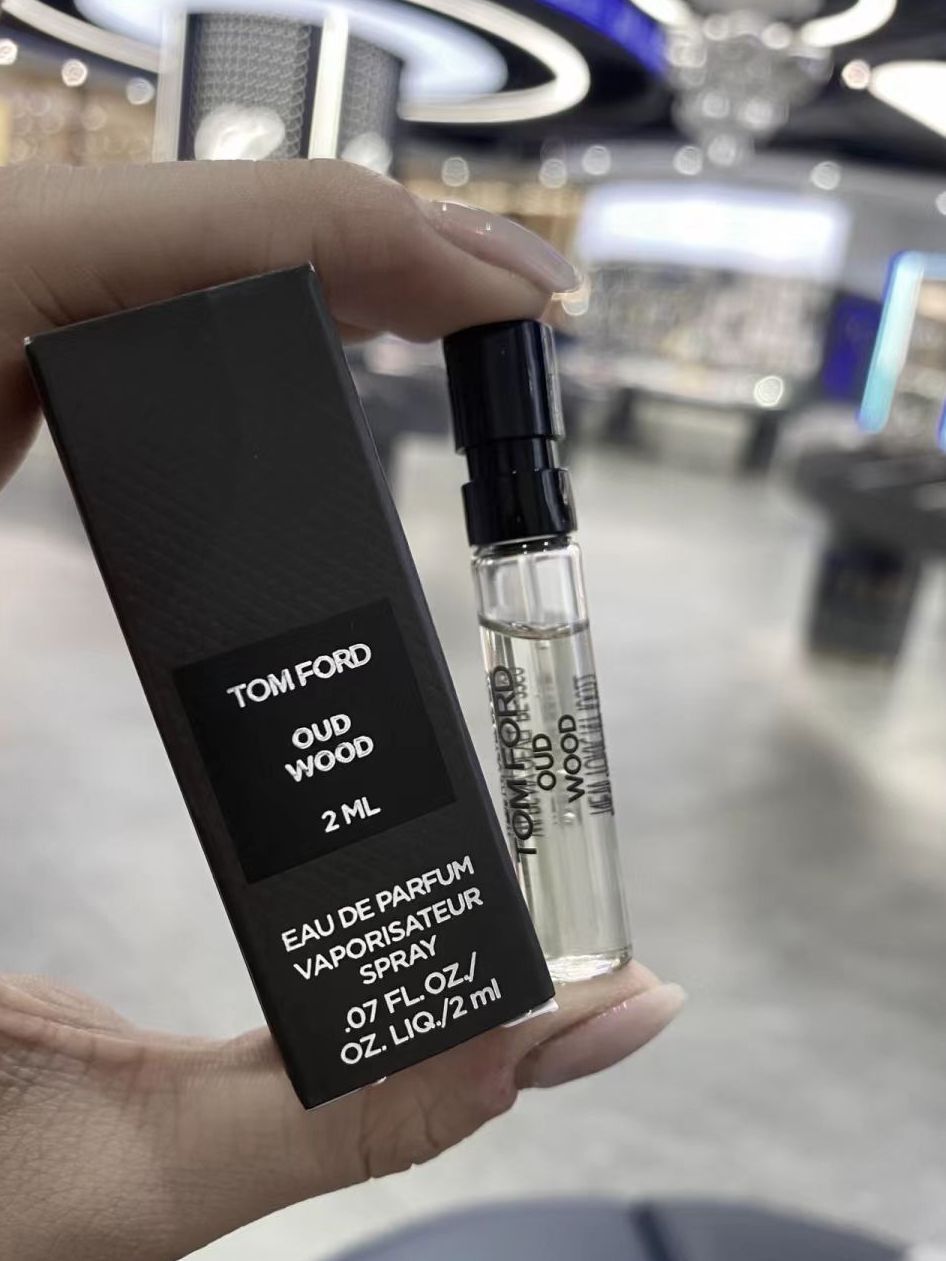 TOM FORD
OUD
WOOD
2 ML
EAU DE PARFUM
VAPORISATEUR
SPRAY
.07 FL.OZ./
OZ. LIQ./2 ml
TOM FORD
OUD
WOOD